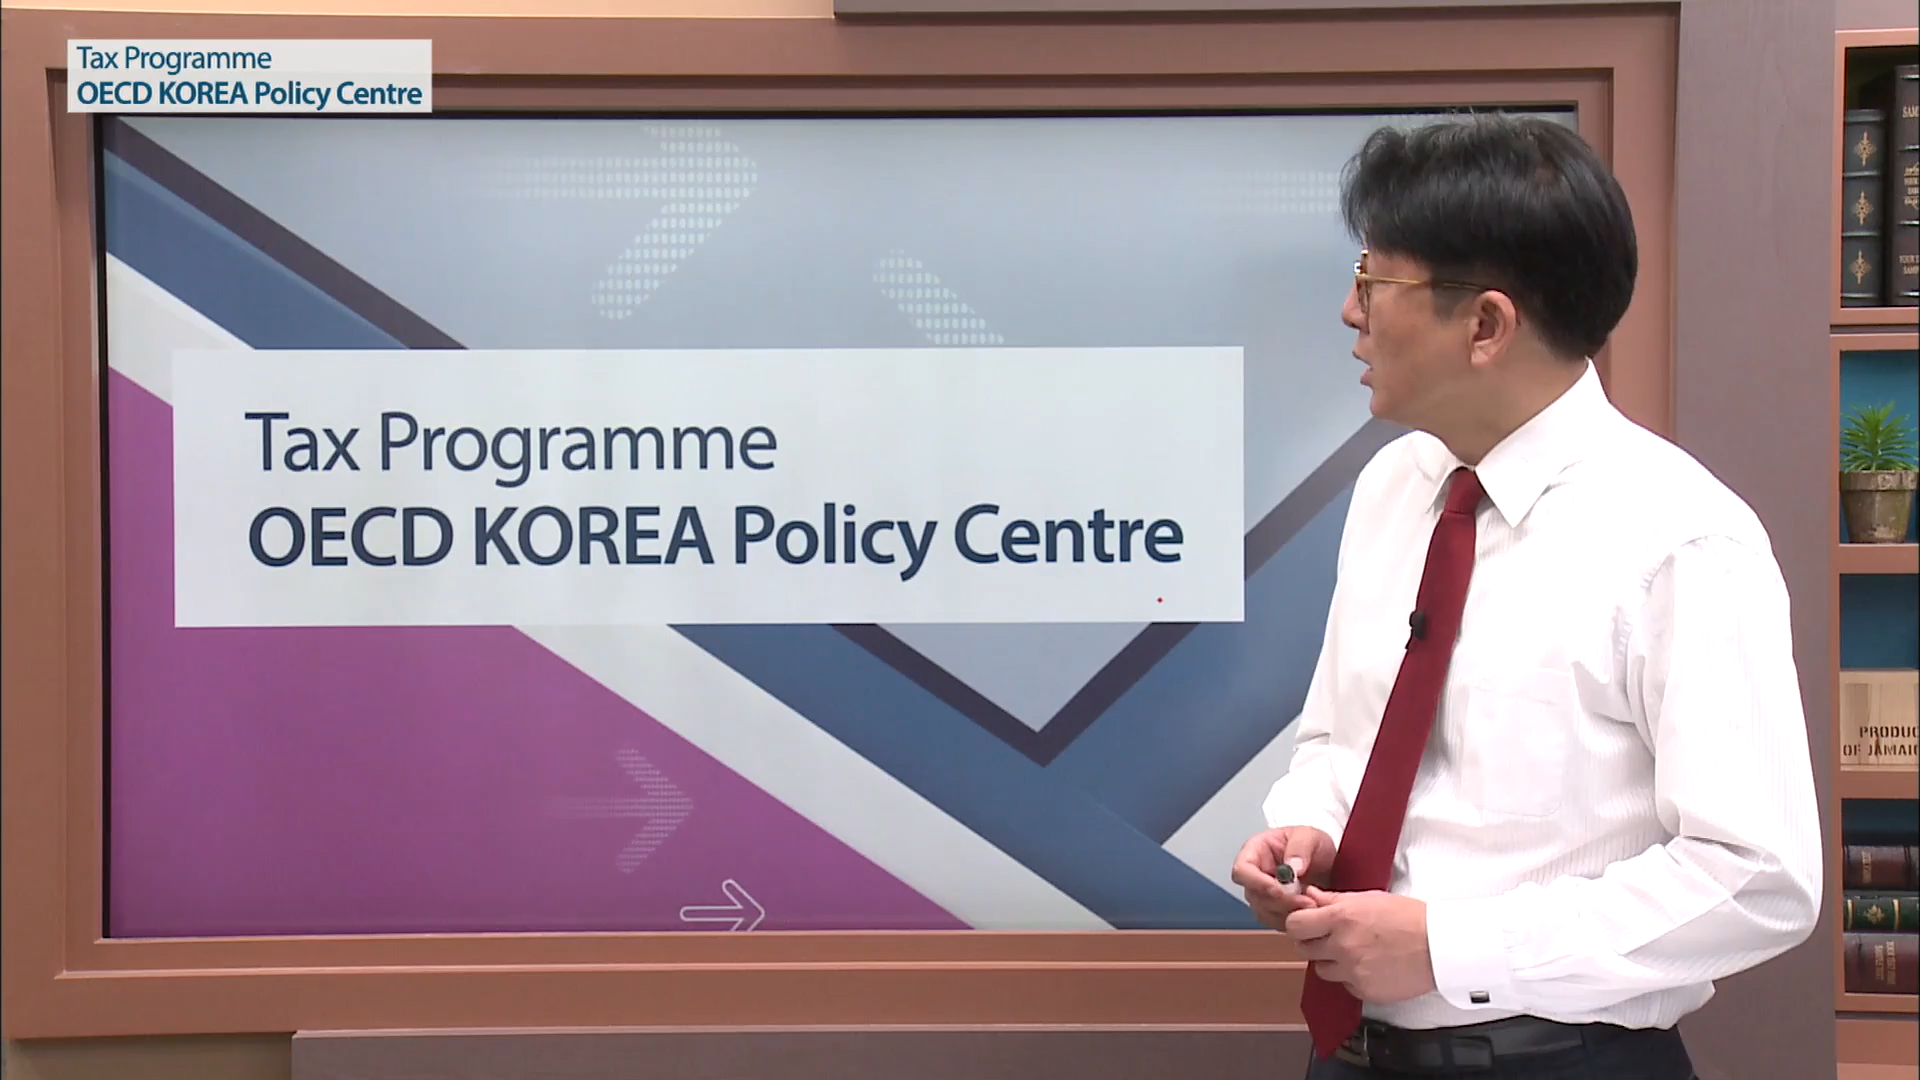 Tax Programme
OECD KOREA Policy Centre
Tax Programme
OECD KOREA Policy Centre
PRODUC
OF JAMAIC